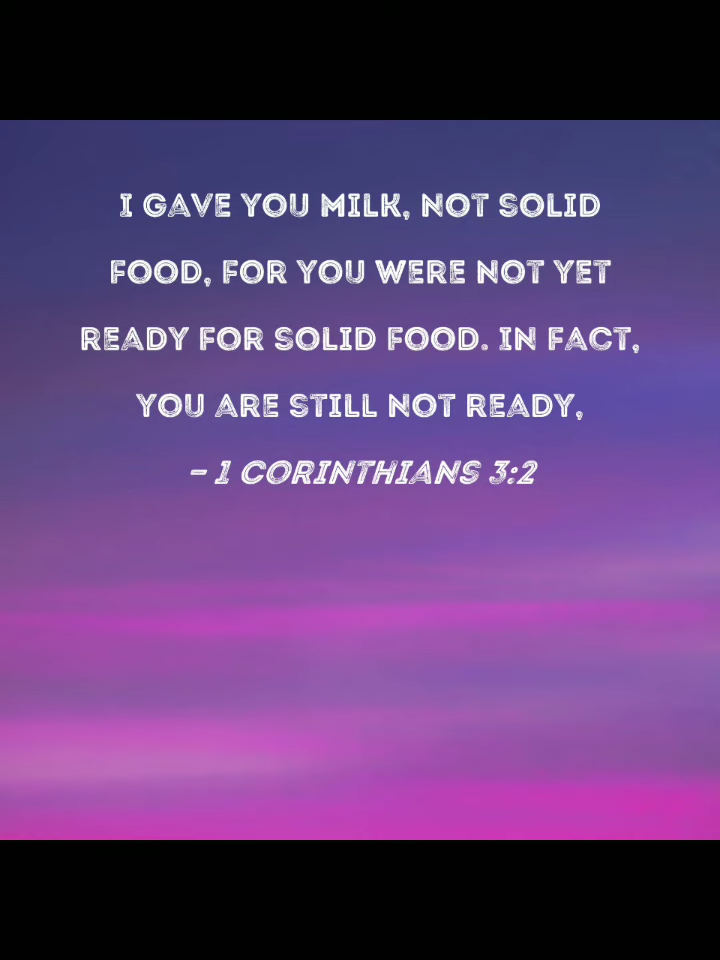 I GAVE YOU MILK, NOT SOLID
FOOD, FOR YOU WERE NOT YET
READY FOR SOLID FOOD. IN FACT,
YOU ARE STILL NOT READY,
- 1 CORINTHIANS 3:2